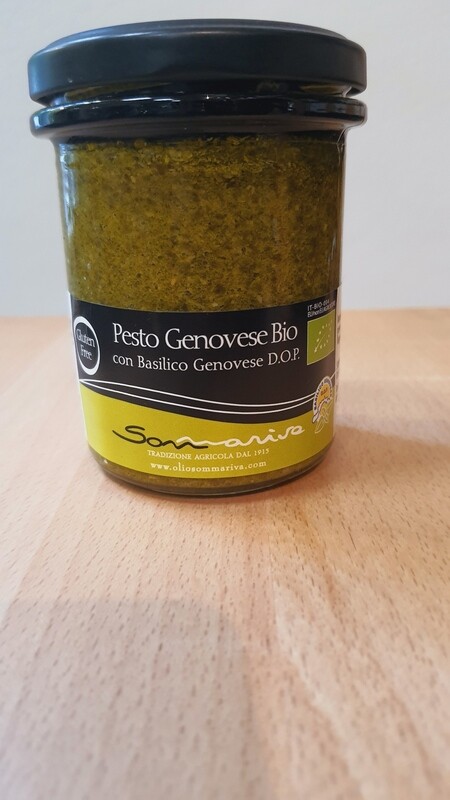 Gluten
Free
Pesto Genovese Bio
con Basilico Genovese D.O.P.
Sommariva
TRADIZIONE AGRICOLA DAL 1915
www.oliosommariva.com